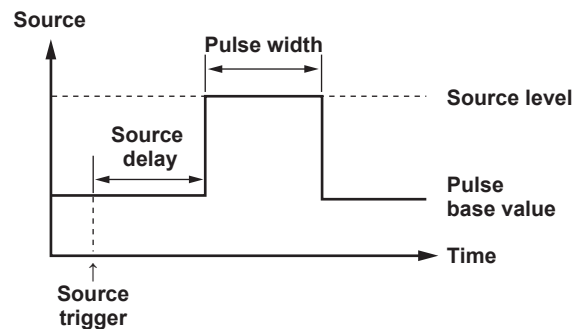 Source
Pulse width
Source level
Source
delay
Pulse
base value
Time
Source
trigger